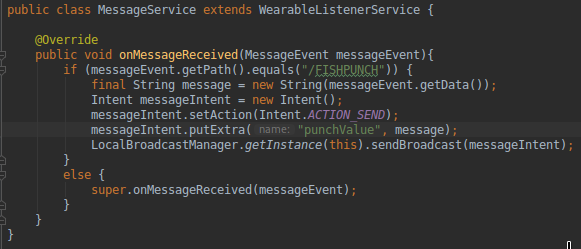 public class MessageService extends WearableListenerService {
@Override
public void onMessageReceived(MessageEvent messageEvent){
if (messageEvent.getPath().equals("/FISHPUNCH")) {
final String message = new String(messageEvent.getData());
Intent messageIntent = new Intent();
messageIntent.setAction(Intent.ACTION_SEND);
messageIntent.putExtra( name: "punchValue", message);
LocalBroadcastManager.getInstance(this).sendBroadcast(messageIntent);
}
else {
super.onMessageReceived(messageEvent);
}
}
}